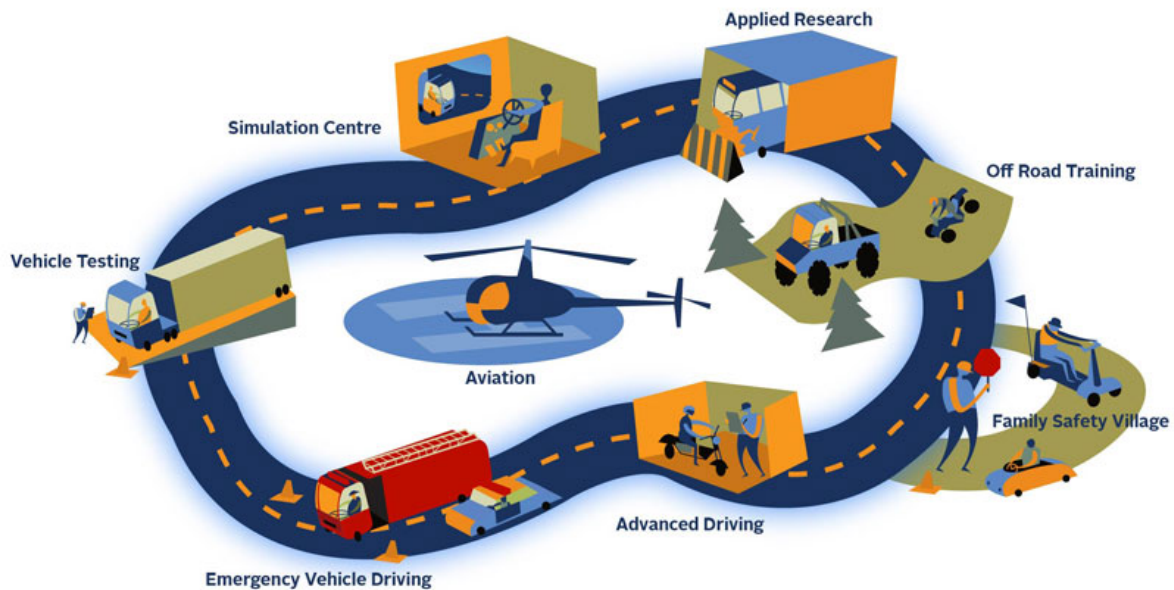 Applied Research
Simulation Centre
Off Road Training
Vehicle Testing
Aviation
Family Safety Village
Advanced Driving
Emergency Vehicle Driving